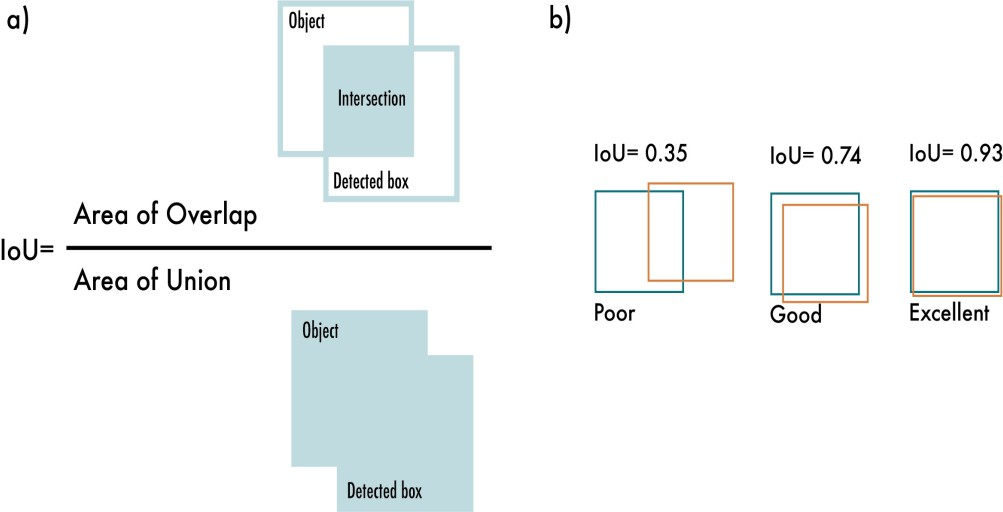 a)
Object
Intersection
Detected box
Area of Overlap
IoU=
Area of Union
Object
Detected box
b)
IoU= 0.35
IoU= 0.74
IoU= 0.93
Poor
Good
Excellent